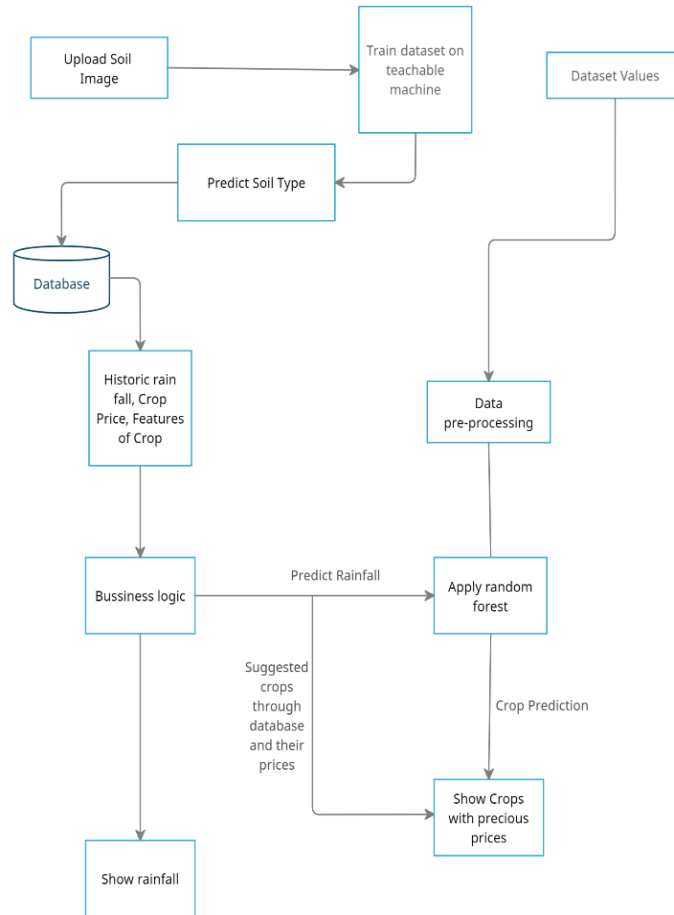 Upload Soil
Image
Train dataset on
teachable
machine
Dataset Values
Predict Soil Type
Database
Historic rain
fall, Crop
Price, Features
of Crop
Data
pre-processing
Bussiness logic
Predict Rainfall
Apply random
forest
Suggested
crops
through
database
and their
prices
Crop Prediction
Show Crops
with precious
prices
Show rainfall